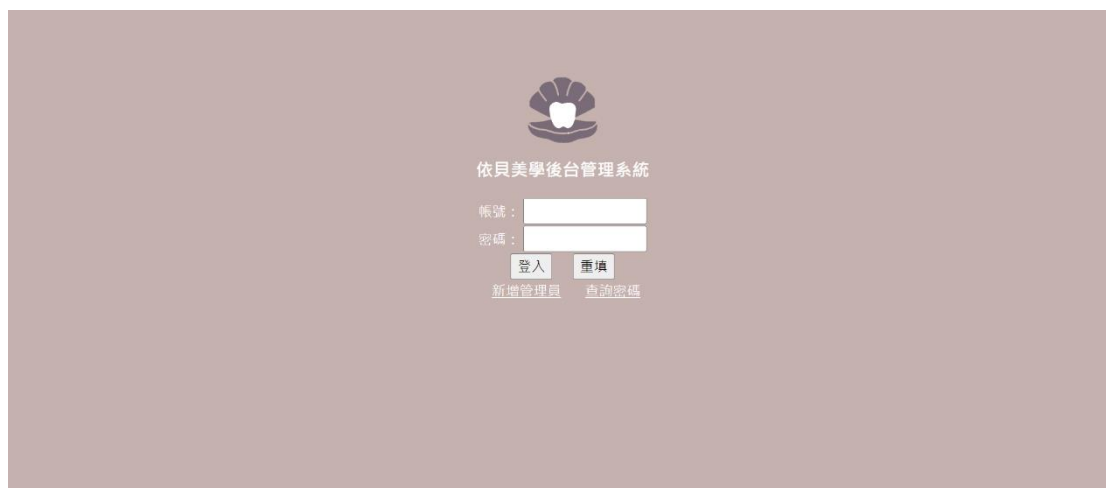 依貝美學後台管理系統
帳號：
密碼：
登入 重填
新增管理員 查詢密碼